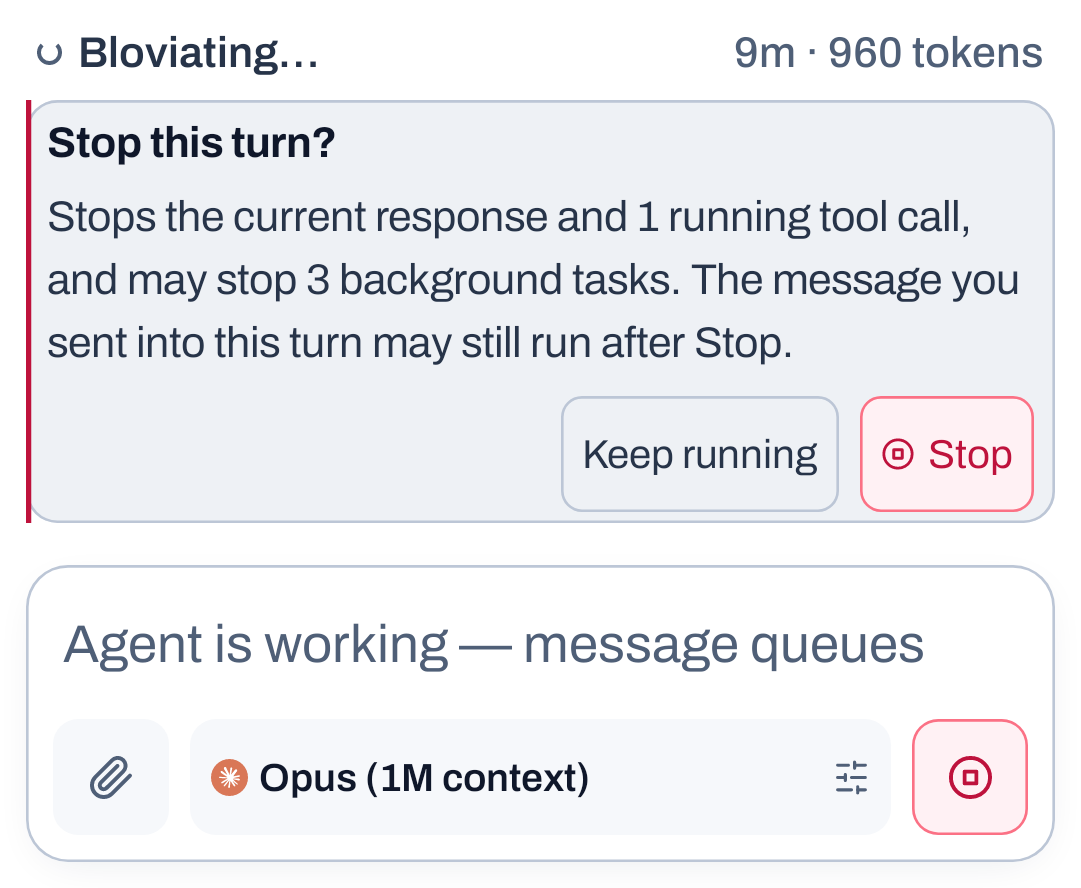 Bloviating...
9m · 960 tokens
Stop this turn?
Stops the current response and 1 running tool call,
and may stop 3 background tasks. The message you
sent into this turn may still run after Stop.
Keep running
Stop
Agent is working — message queues
Opus (1M context)